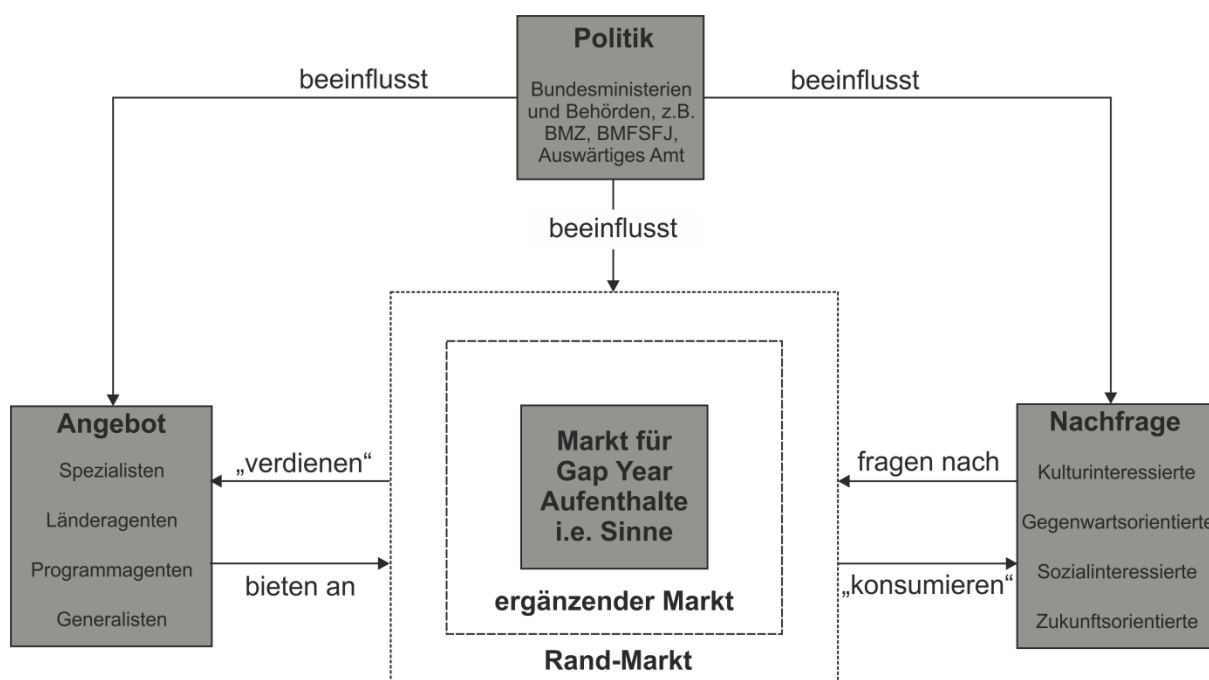 Politik
Bundesministerien
und Behörden, z.B.
BMZ, BMFSFJ,
Auswärtiges Amt
beeinflusst
beeinflusst
beeinflusst
Angebot
Spezialisten
Länderagenten
Programmagenten
Generalisten
„verdienen“
bieten an
Markt für
Gap Year
Aufenthalte
i.e. Sinne
ergänzender Markt
Rand-Markt
fragen nach
„konsumieren“
Nachfrage
Kulturinteressierte
Gegenwartsorientierte
Sozialinteressierte
Zukunftsorientierte